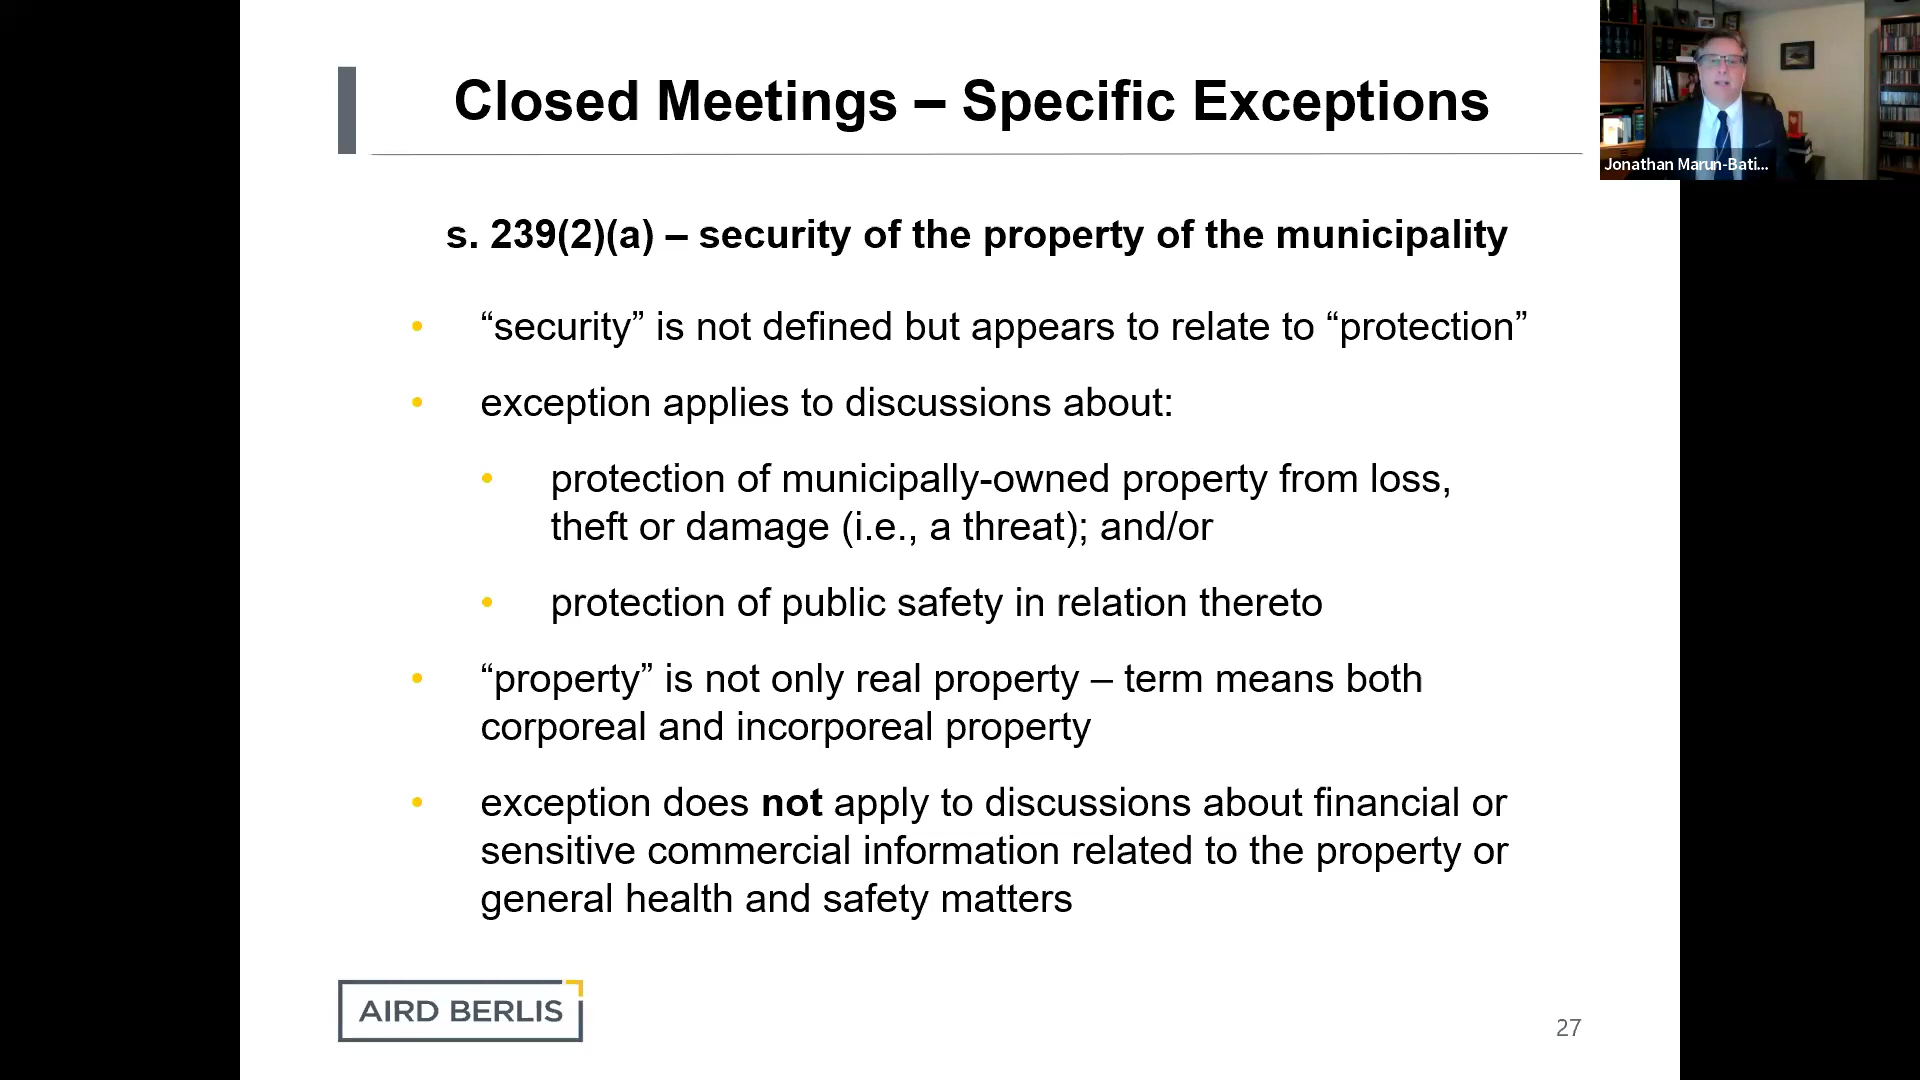 Closed Meetings – Specific Exceptions
Jonathan Marun-Bati...
s. 239(2)(a) – security of the property of the municipality
• “security” is not defined but appears to relate to “protection”
• exception applies to discussions about:
• protection of municipally-owned property from loss,
theft or damage (i.e., a threat); and/or
• protection of public safety in relation thereto
• “property” is not only real property – term means both
corporeal and incorporeal property
• exception does not apply to discussions about financial or
sensitive commercial information related to the property or
general health and safety matters
AIRD BERLIS
27